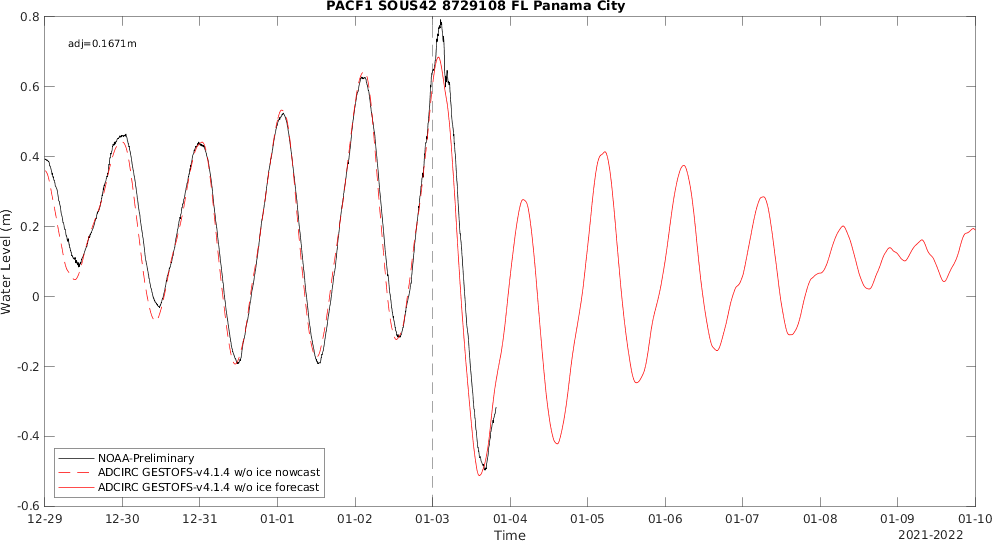 PACF1 SOUS42 8729108 FL Panama City
adj=0.1671m
0.8
0.6
0.4
0.2
0
-0.2
-0.4
-0.6
Water Level (m)
NOAA-Preliminary
ADCIRC GESTOFS-v4.1.4 w/o ice nowcast
ADCIRC GESTOFS-v4.1.4 w/o ice forecast
12-29 12-30 12-31 01-01 01-02 01-03 01-04 01-05 01-06 01-07 01-08 01-09 01-10
Time
2021-2022